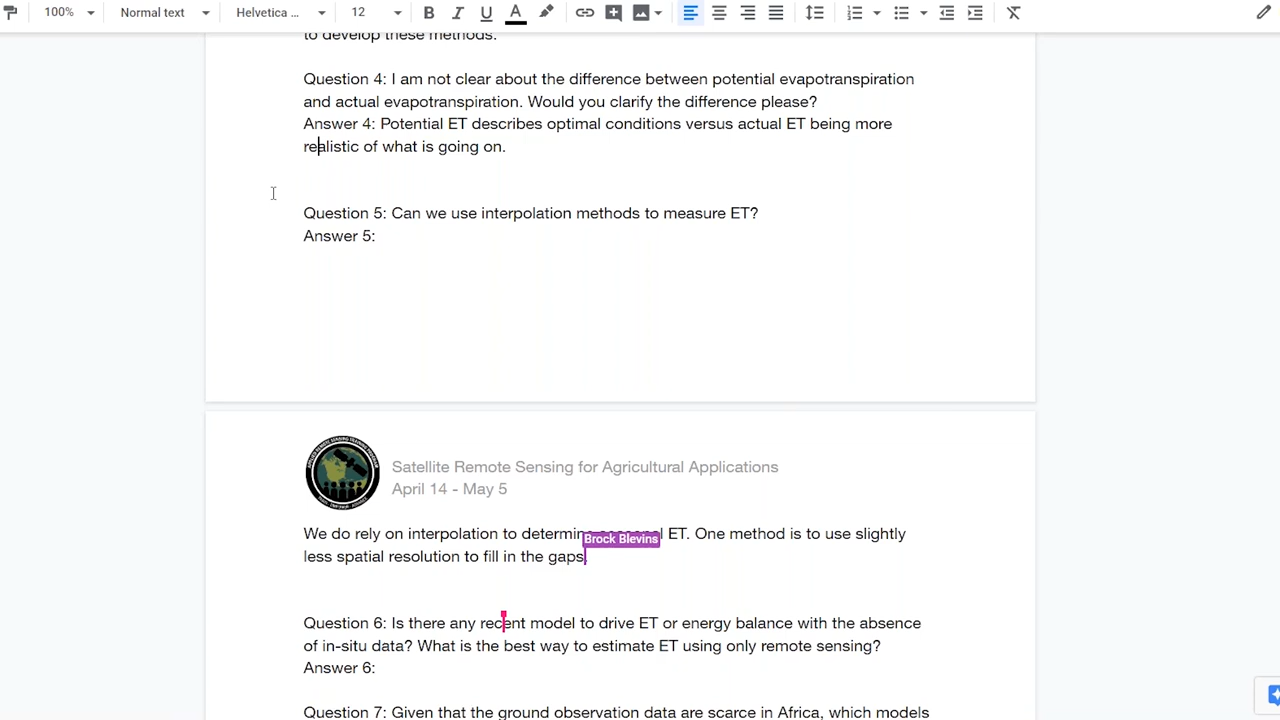 100% Normal text Helvetica ... 12 B I U A
to develop these methods.
Question 4: I am not clear about the difference between potential evapotranspiration
and actual evapotranspiration. Would you clarify the difference please?
Answer 4: Potential ET describes optimal conditions versus actual ET being more
realistic of what is going on.
Question 5: Can we use interpolation methods to measure ET?
Answer 5:
Satellite Remote Sensing for Agricultural Applications
April 14 - May 5
We do rely on interpolation to determine seasonal ET. One method is to use slightly
Brock Blevins
less spatial resolution to fill in the gaps.
Question 6: Is there any recent model to drive ET or energy balance with the absence
of in-situ data? What is the best way to estimate ET using only remote sensing?
Answer 6:
Question 7: Given that the ground observation data are scarce in Africa, which models